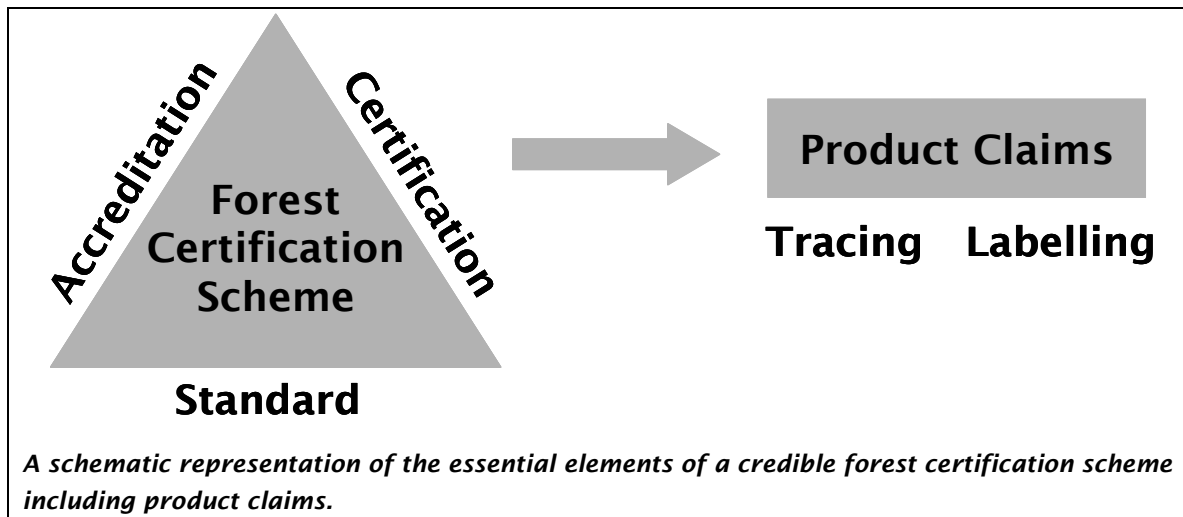 Accreditation
Certification
Forest
Certification
Scheme
Standard
Product Claims
Tracing Labelling
A schematic representation of the essential elements of a credible forest certification scheme
including product claims.